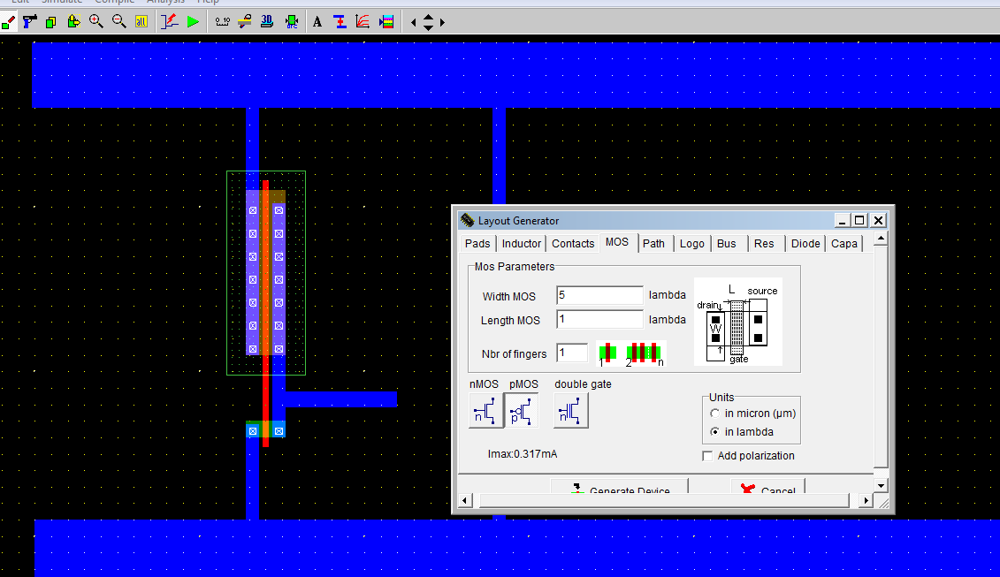 Edit Simulate Compile Analysis Help
all 0..10 3D A
Layout Generator
Pads Inductor Contacts MOS Path Logo Bus Res Diode Capa
Mos Parameters
Width MOS 5 lambda
Length MOS 1 lambda
Nbr of fingers 1
1 2 n
L source
drain
W
gate
nMOS pMOS double gate
n p n
Units
in micron (µm)
in lambda
Imax:0.317mA
Add polarization
Generate Device Cancel